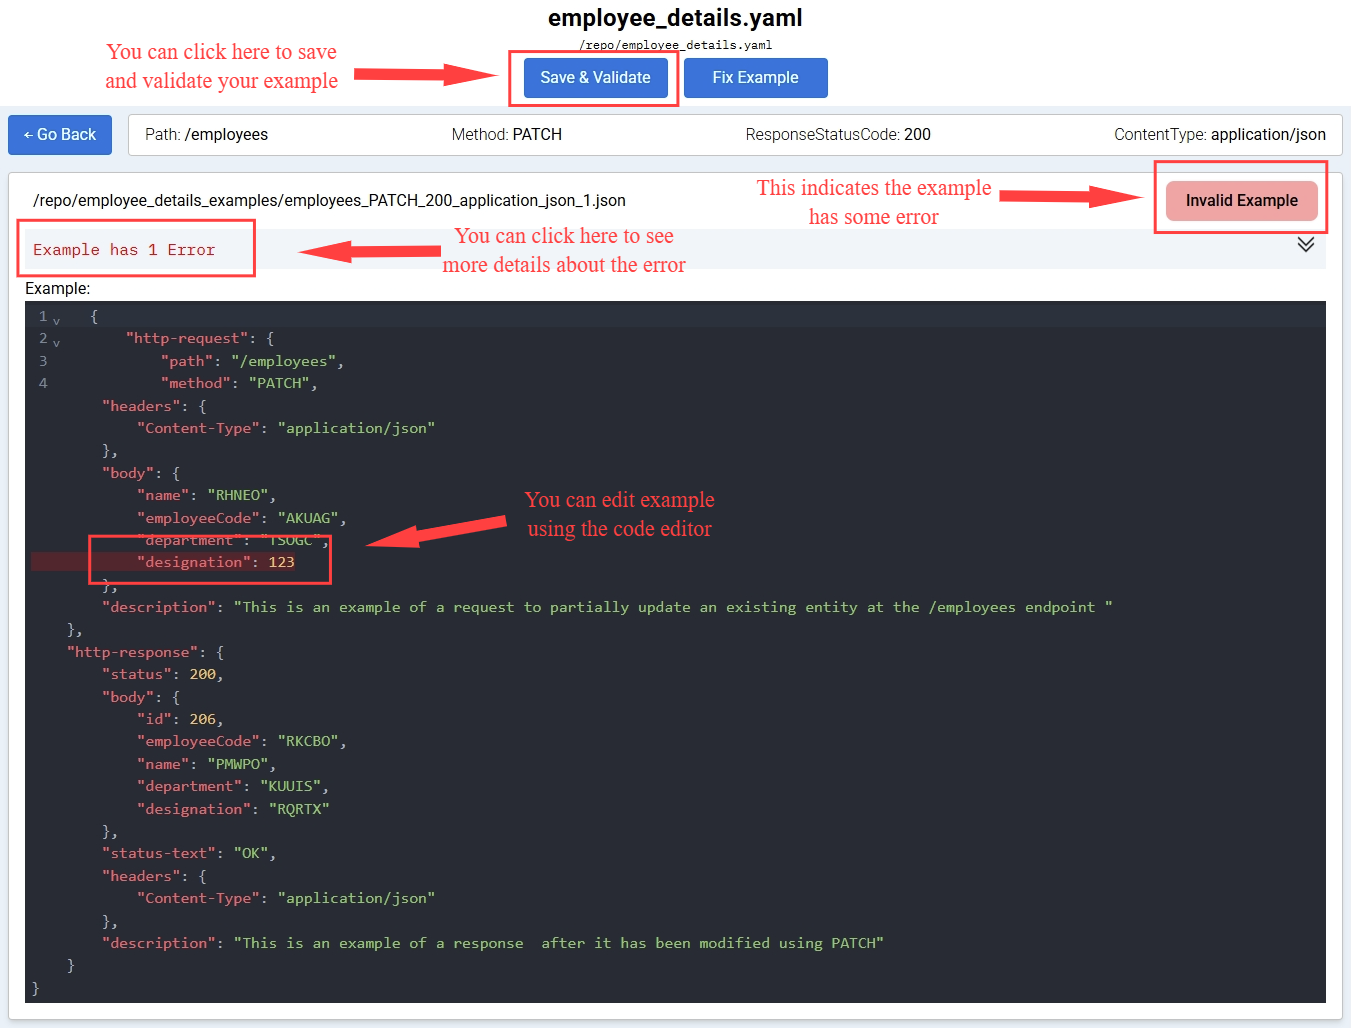 employee_details.yaml
/repo/employee_details.yaml
You can click here to save
and validate your example
Save & Validate
Fix Example
← Go Back
Path: /employees
Method: PATCH
ResponseStatusCode: 200
ContentType: application/json
/repo/employee_details_examples/employees_PATCH_200_application_json_1.json
This indicates the example
has some error
Invalid Example
Example has 1 Error
You can click here to see
more details about the error
Example:
1 {
2 "http-request": {
3 "path": "/employees",
4 "method": "PATCH",
"headers": {
"Content-Type": "application/json"
},
"body": {
"name": "RHNEO",
"employeeCode": "AKUAG",
"department": "TSOGC",
"designation": 123
},
You can edit example
using the code editor
"description": "This is an example of a request to partially update an existing entity at the /employees endpoint "
},
"http-response": {
"status": 200,
"body": {
"id": 206,
"employeeCode": "RKCBO",
"name": "PMWPO",
"department": "KUUIS",
"designation": "RQRTX"
},
"status-text": "OK",
"headers": {
"Content-Type": "application/json"
},
"description": "This is an example of a response  after it has been modified using PATCH"
}
}